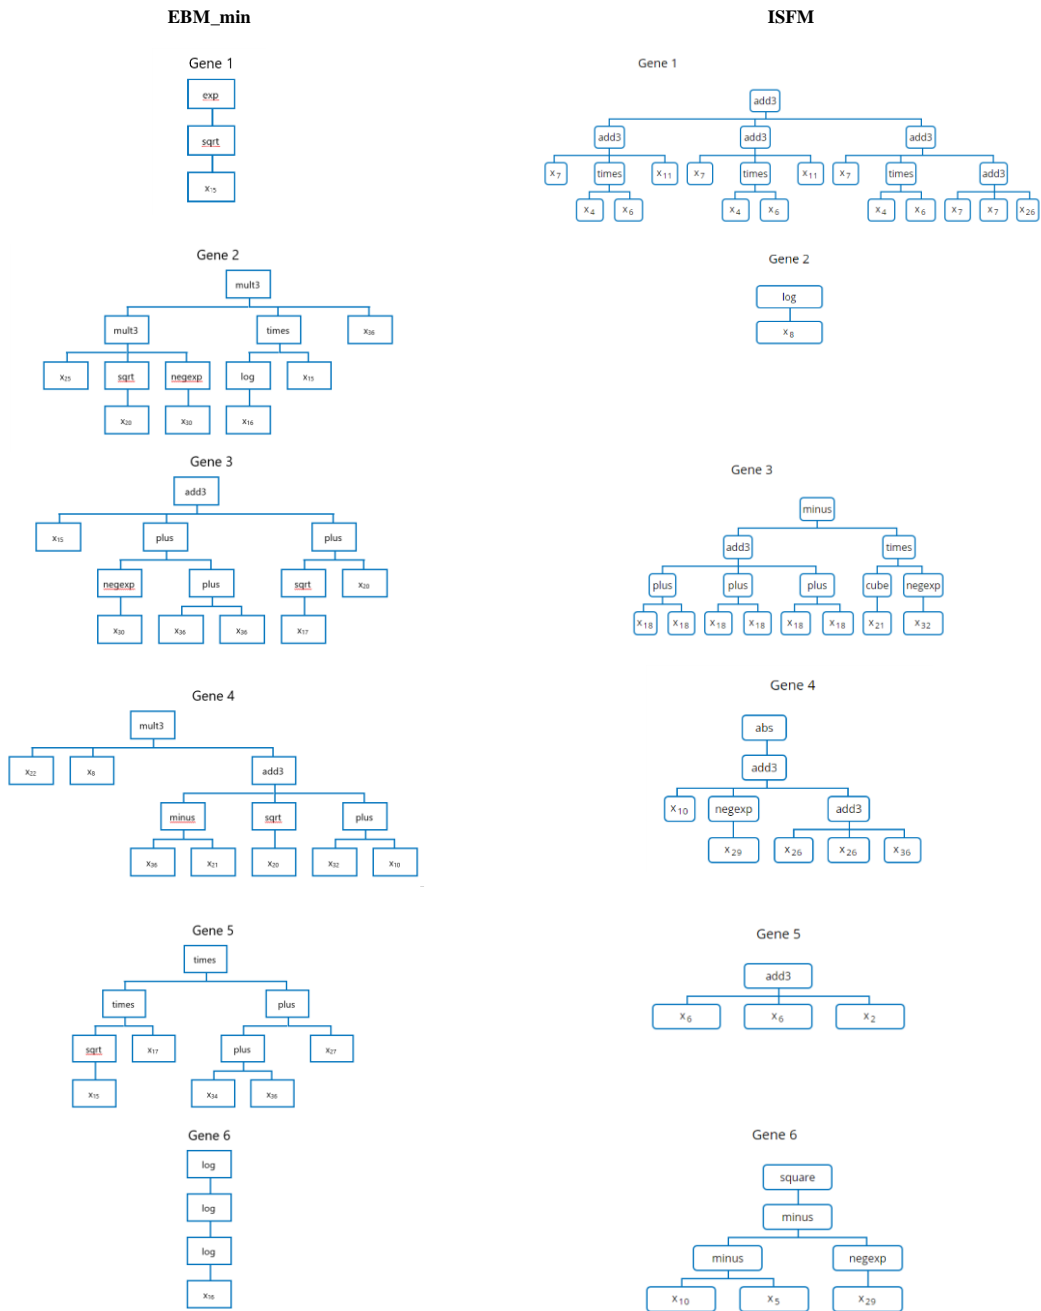 EBM_min
Gene 1
exp
sqrt
x15
Gene 2
mult3
mult3 times x36
x25 sqrt negexp log x15
x20 x30 x16
Gene 3
add3
x15 plus plus
negexp plus sqrt x20
x30 x36 x36 x17
Gene 4
mult3
x22 x8 add3
minus sqrt plus
x36 x21 x20 x32 x10
Gene 5
times
times plus
sqrt x17 plus x27
x15 x34 x36
Gene 6
log
log
log
x16
ISFM
Gene 1
add3
add3 add3 add3
x7 times x11 x7 times x11 x7 times add3
x4 x6 x4 x6 x4 x6 x7 x7 x26
Gene 2
log
x8
Gene 3
minus
add3 times
plus plus plus cube negexp
x18 x18 x18 x18 x18 x18 x21 x32
Gene 4
abs
add3
x10 negexp add3
x29 x26 x26 x36
Gene 5
add3
x6 x6 x2
Gene 6
square
minus
minus negexp
x10 x5 x29